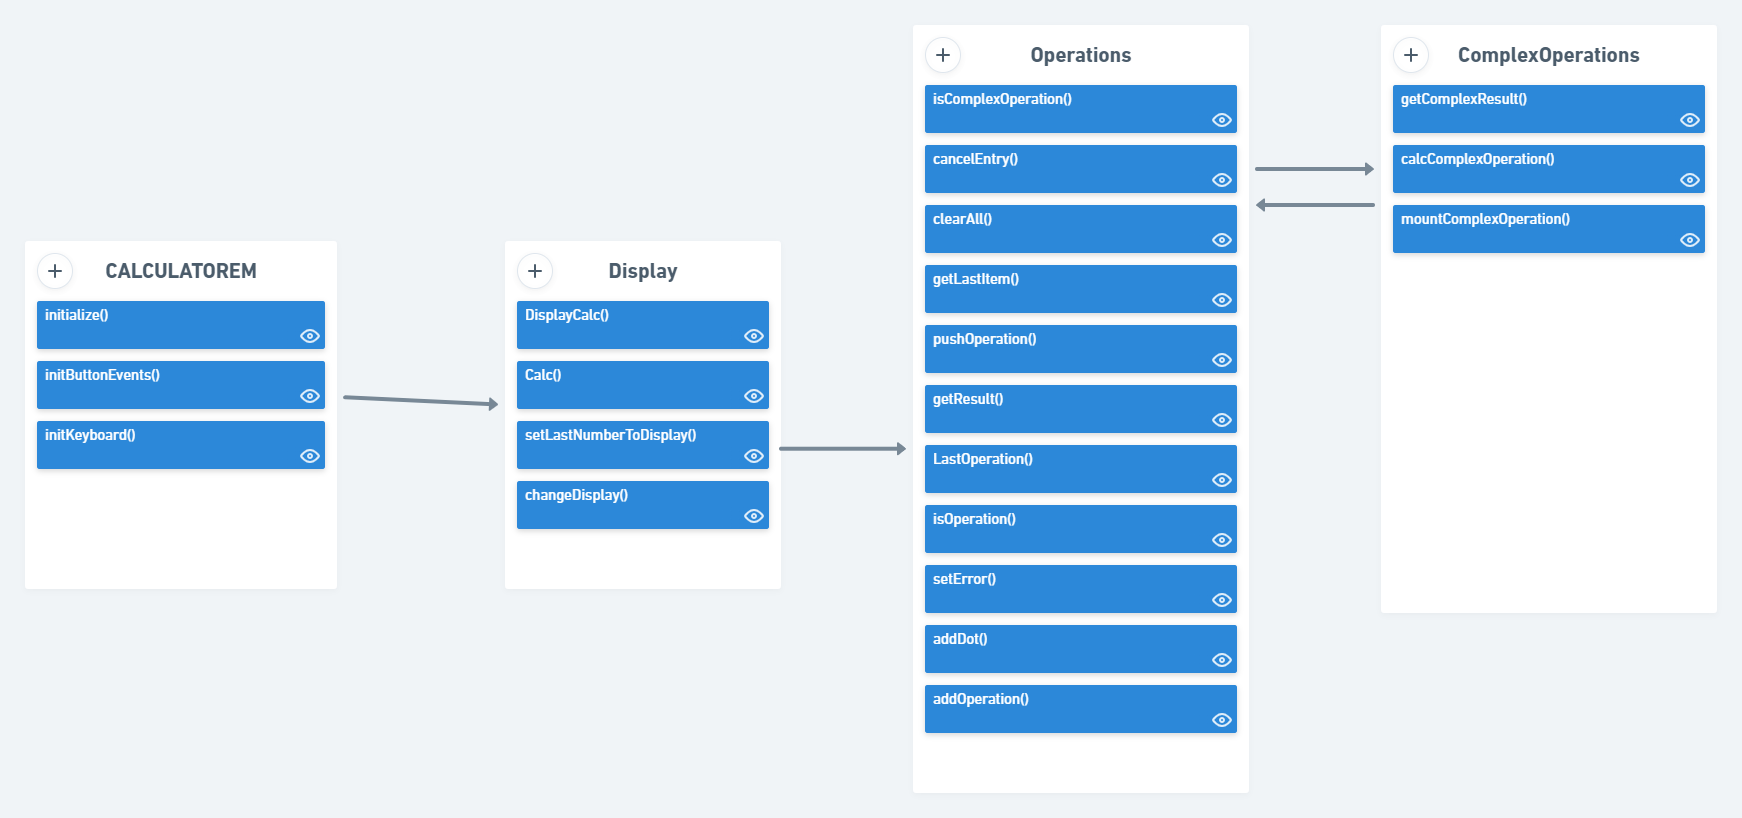 CALCULATOREM
initialize()
initButtonEvents()
initKeyboard()
Display
DisplayCalc()
Calc()
setLastNumberToDisplay()
changeDisplay()
Operations
isComplexOperation()
cancelEntry()
clearAll()
getLastItem()
pushOperation()
getResult()
LastOperation()
isOperation()
setError()
addDot()
addOperation()
ComplexOperations
getComplexResult()
calcComplexOperation()
mountComplexOperation()